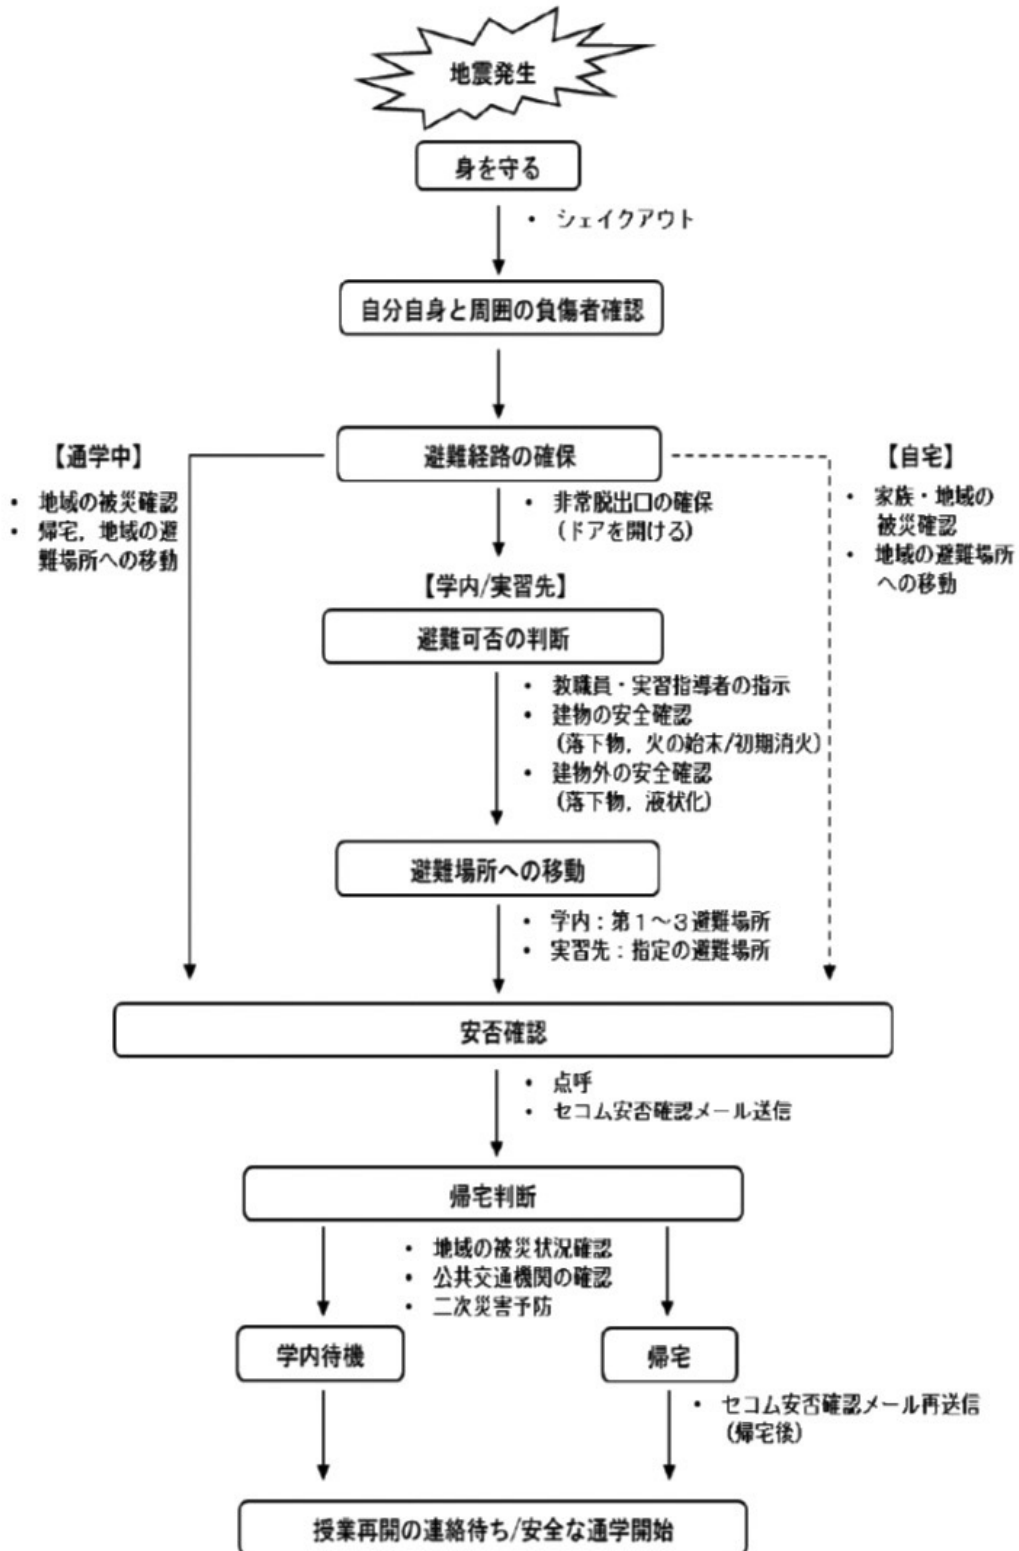 地震発生
身を守る
・ シェイクアウト
自分自身と周囲の負傷者確認
避難経路の確保
【通学中】
・ 地域の被災確認
・ 帰宅，地域の避
難場所への移動
・ 非常脱出口の確保
(ドアを開ける)
【自宅】
・ 家族・地域の
被災確認
・ 地域の避難場所
への移動
【学内/実習先】
避難可否の判断
・ 教職員・実習指導者の指示
・ 建物の安全確認
(落下物，火の始末/初期消火)
・ 建物外の安全確認
(落下物，液状化)
避難場所への移動
・ 学内：第１～３避難場所
・ 実習先：指定の避難場所
安否確認
・ 点呼
・ セコム安否確認メール送信
帰宅判断
・ 地域の被災状況確認
・ 公共交通機関の確認
・ 二次災害予防
学内待機
帰宅
・ セコム安否確認メール再送信
(帰宅後)
授業再開の連絡待ち/安全な通学開始